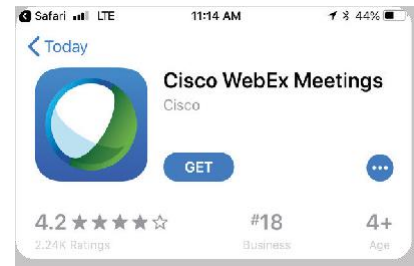 Safari LTE 11:14 AM 44%
Today
Cisco WebEx Meetings
Cisco
GET
4.2 #18 4+
2.24K Ratings Business Age